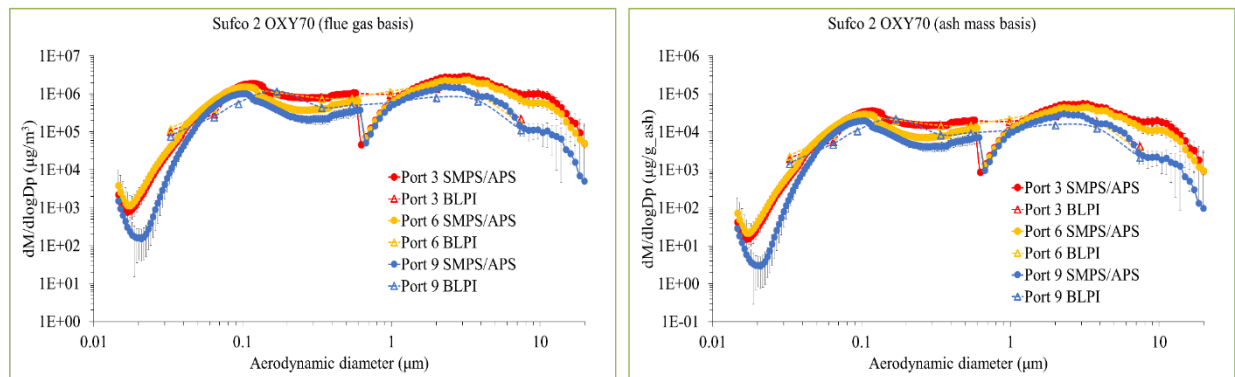 Sufco 2 OXY70 (flue gas basis)
dM/dlogDp (μg/m³)
1E+07
1E+06
1E+05
1E+04
1E+03
1E+02
1E+01
1E+00
Port 3 SMPS/APS
Port 3 BLPI
Port 6 SMPS/APS
Port 6 BLPI
Port 9 SMPS/APS
Port 9 BLPI
0.01 0.1 1 10
Aerodynamic diameter (μm)
Sufco 2 OXY70 (ash mass basis)
dM/dlogDp (μg/g_ash)
1E+06
1E+05
1E+04
1E+03
1E+02
1E+01
1E+00
1E-01
Port 3 SMPS/APS
Port 3 BLPI
Port 6 SMPS/APS
Port 6 BLPI
Port 9 SMPS/APS
Port 9 BLPI
0.01 0.1 1 10
Aerodynamic diameter (μm)